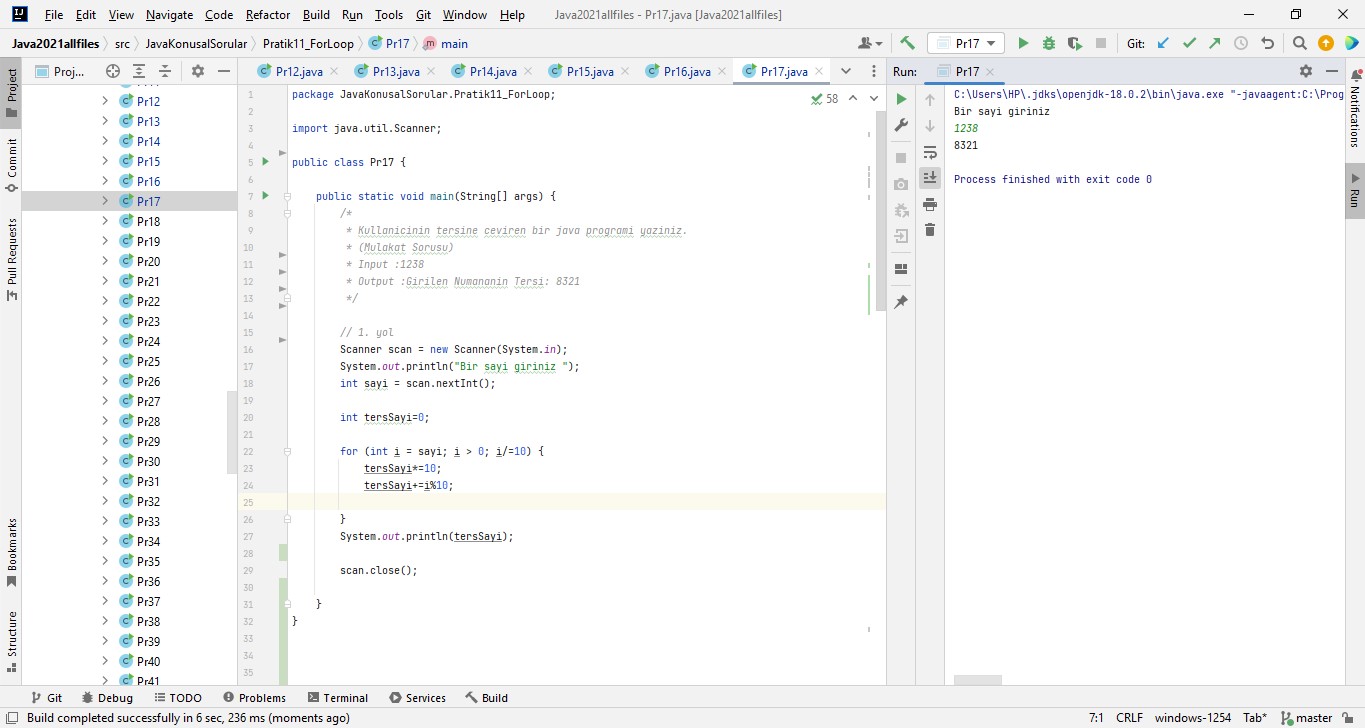 File Edit View Navigate Code Refactor Build Run Tools Git Window Help Java2021allfiles - Pr17.java [Java2021allfiles]
Java2021allfiles src JavaKonusalSorular Pratik11_ForLoop Pr17 main Pr17 Git:
Project
Commit
Pull Requests
Bookmarks
Structure
Proj...
Pr12
Pr13
Pr14
Pr15
Pr16
Pr17
Pr18
Pr19
Pr20
Pr21
Pr22
Pr23
Pr24
Pr25
Pr26
Pr27
Pr28
Pr29
Pr30
Pr31
Pr32
Pr33
Pr34
Pr35
Pr36
Pr37
Pr38
Pr39
Pr40
Pr41
Pr12.java Pr13.java Pr14.java Pr15.java Pr16.java Pr17.java
58
1 package JavaKonusalSorular.Pratik11_ForLoop;
2
3 import java.util.Scanner;
4
5 public class Pr17 {
6
7 public static void main(String[] args) {
8 /*
9 * Kullanicinin tersine ceviren bir java programi yaziniz.
10 * (Mulakat Sorusu)
11 * Input :1238
12 * Output :Girilen Numananin Tersi: 8321
13 */
14
15 // 1. yol
16 Scanner scan = new Scanner(System.in);
17 System.out.println("Bir sayi giriniz ");
18 int sayi = scan.nextInt();
19
20 int tersSayi=0;
21
22 for (int i = sayi; i > 0; i/=10) {
23 tersSayi*=10;
24 tersSayi+=i%10;
25
26 }
27 System.out.println(tersSayi);
28
29 scan.close();
30
31 }
32 }
33
34
35
Run: Pr17
C:\Users\HP\.jdks\openjdk-18.0.2\bin\java.exe "-javaagent:C:\Prog
Bir sayi giriniz
1238
8321
Process finished with exit code 0
Notifications
Run
Git Debug TODO Problems Terminal Services Build
Build completed successfully in 6 sec, 236 ms (moments ago) 7:1 CRLF windows-1254 Tab* master